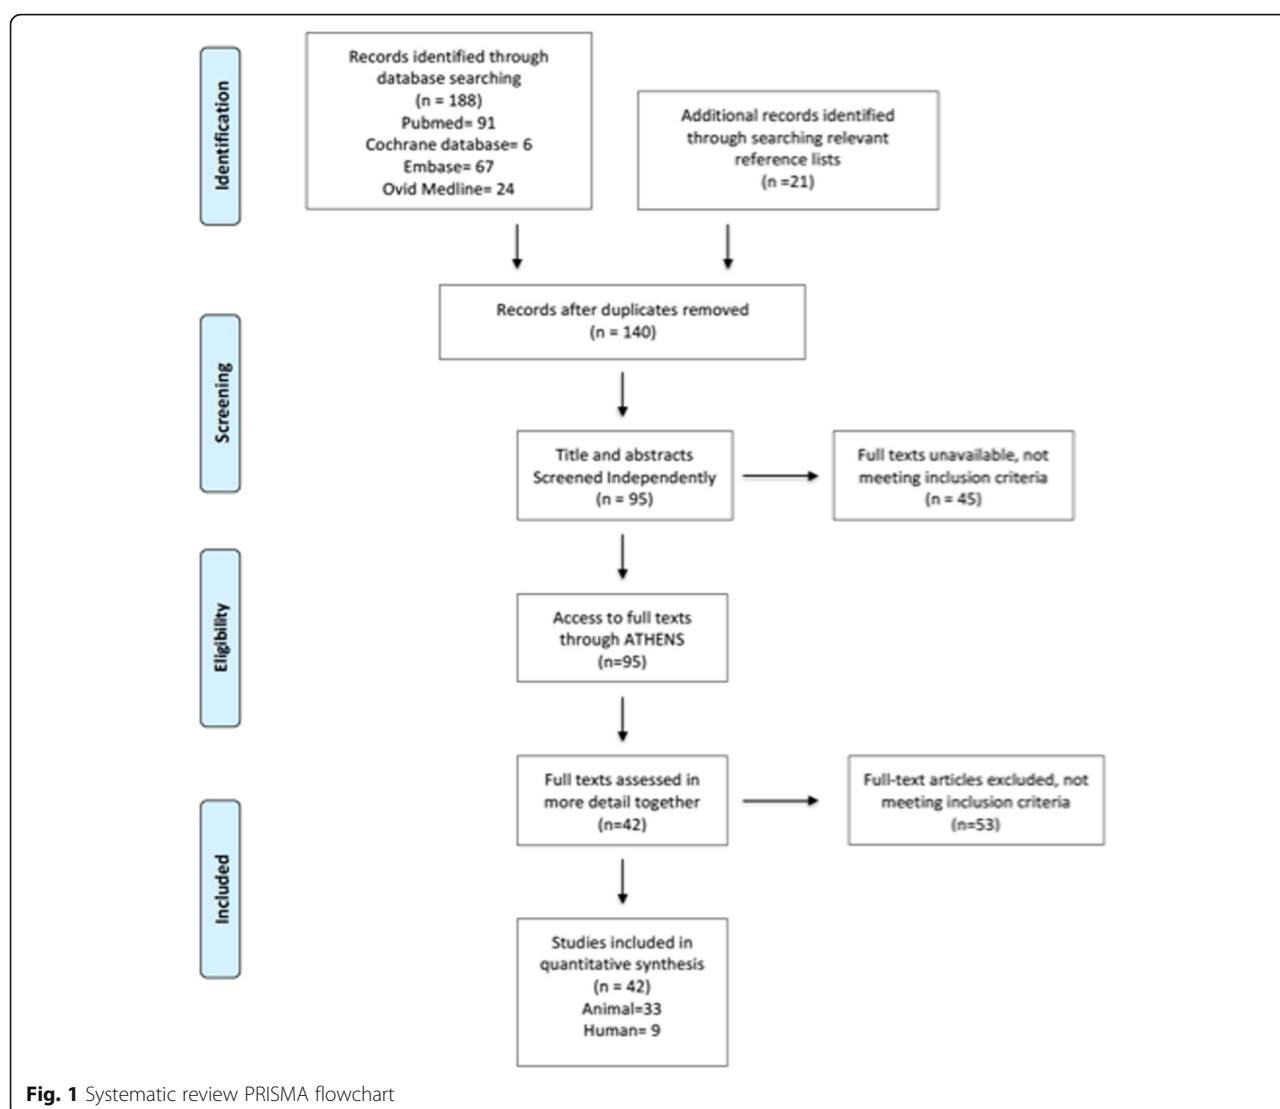 Identification
Records identified through
database searching
(n = 188)
Pubmed= 91
Cochrane database= 6
Embase= 67
Ovid Medline= 24
Additional records identified
through searching relevant
reference lists
(n =21)
Records after duplicates removed
(n = 140)
Screening
Title and abstracts
Screened Independently
(n = 95)
Full texts unavailable, not
meeting inclusion criteria
(n = 45)
Eligibility
Access to full texts
through ATHENS
(n=95)
Full texts assessed in
more detail together
(n=42)
Full-text articles excluded, not
meeting inclusion criteria
(n=53)
Included
Studies included in
quantitative synthesis
(n = 42)
Animal=33
Human= 9
Fig. 1 Systematic review PRISMA flowchart